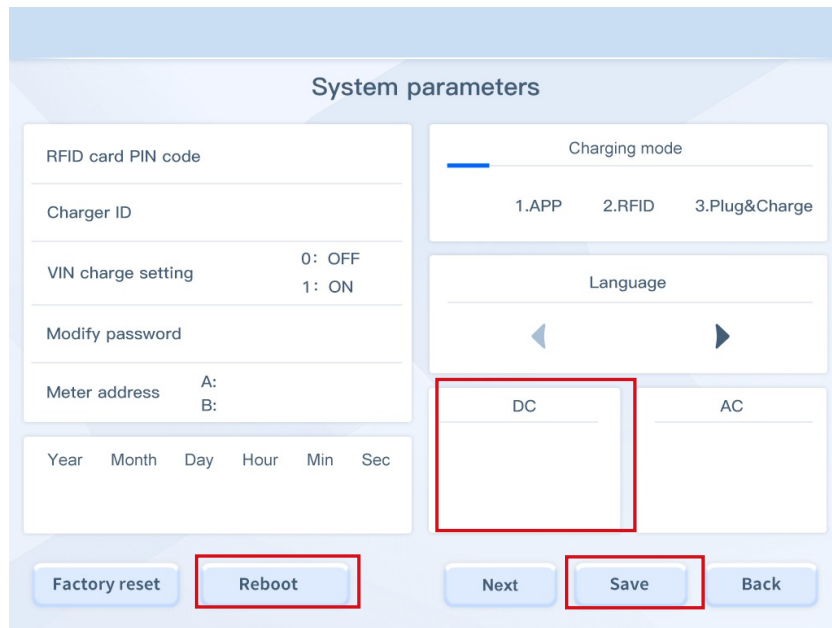 System parameters
RFID card PIN code
Charger ID
VIN charge setting
0: OFF
1: ON
Modify password
Meter address
A:
B:
Year Month Day Hour Min Sec
Charging mode
1.APP 2.RFID 3.Plug&Charge
Language
DC
AC
Factory reset Reboot Next Save Back